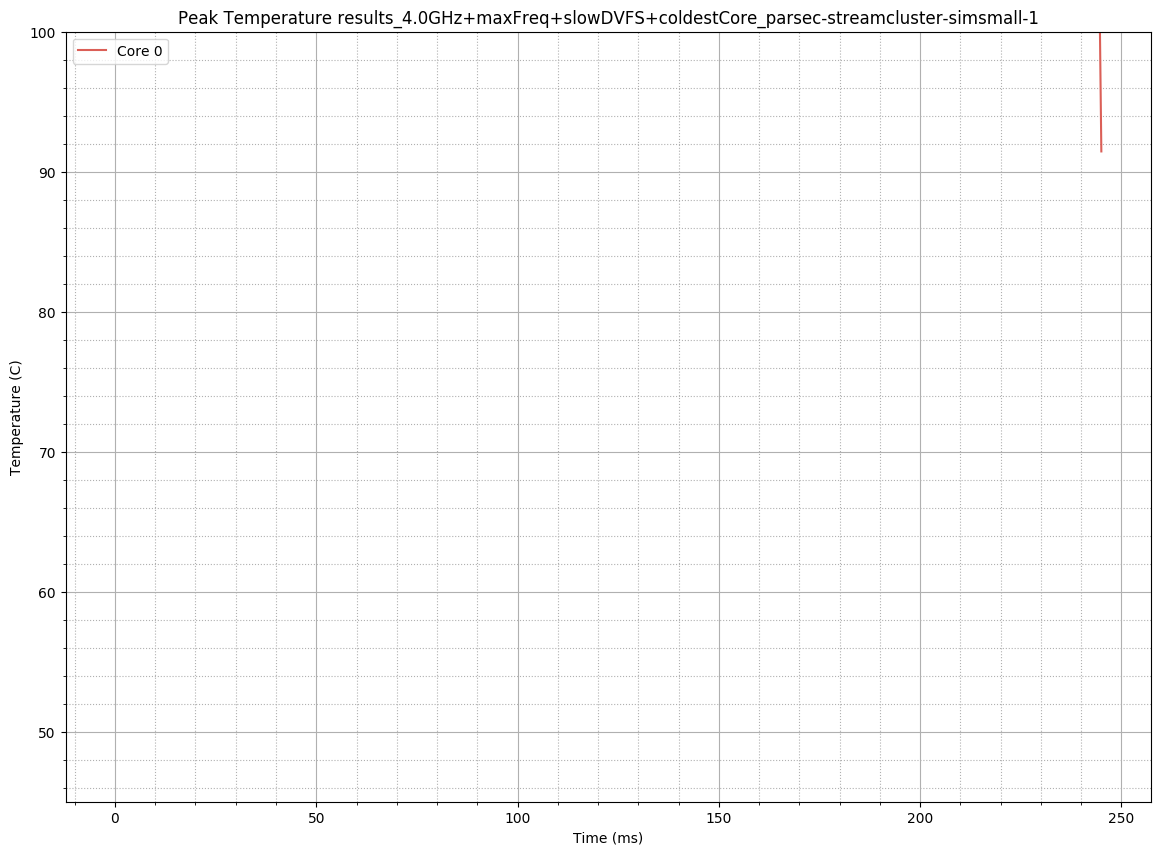 Peak Temperature results_4.0GHz+maxFreq+slowDVFS+coldestCore_parsec-streamcluster-simsmall-1
Core 0
100
90
80
70
60
50
Temperature (C)
0 50 100 150 200 250
Time (ms)